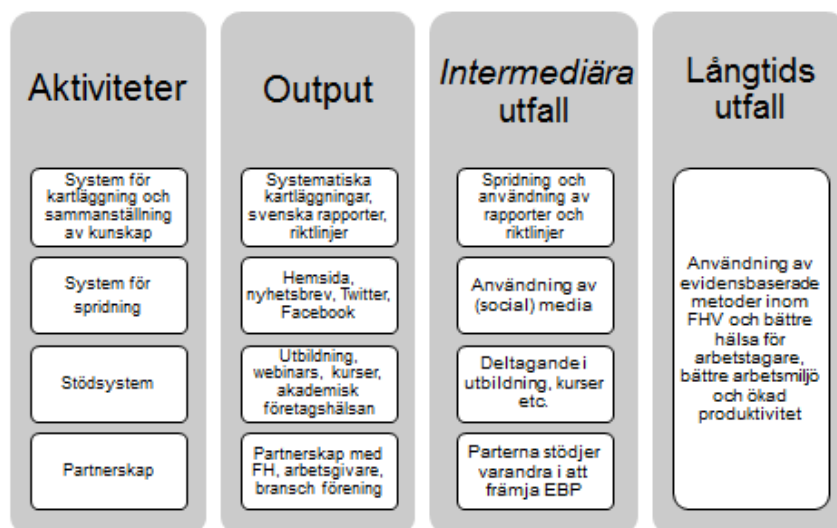 Aktiviteter
System för
kartläggning och
sammanställning
av kunskap
System för
spridning
Stödsystem
Partnerskap
Output
Systematiska
kartläggningar,
svenska rapporter,
riktlinjer
Hemsida,
nyhetsbrev, Twitter,
Facebook
Utbildning,
webinars, kurser,
akademisk
företagshälsan
Partnerskap med
FH, arbetsgivare,
bransch förening
Intermediära
utfall
Spridning och
användning av
rapporter och
riktlinjer
Användning av
(social) media
Deltagande i
utbildning, kurser
etc.
Parterna stödjer
varandra i att
främja EBP
Långtids
utfall
Användning av
evidensbaserade
metoder inom
FHV och bättre
hälsa för
arbetstagare,
bättre arbetsmiljö
och ökad
produktivitet